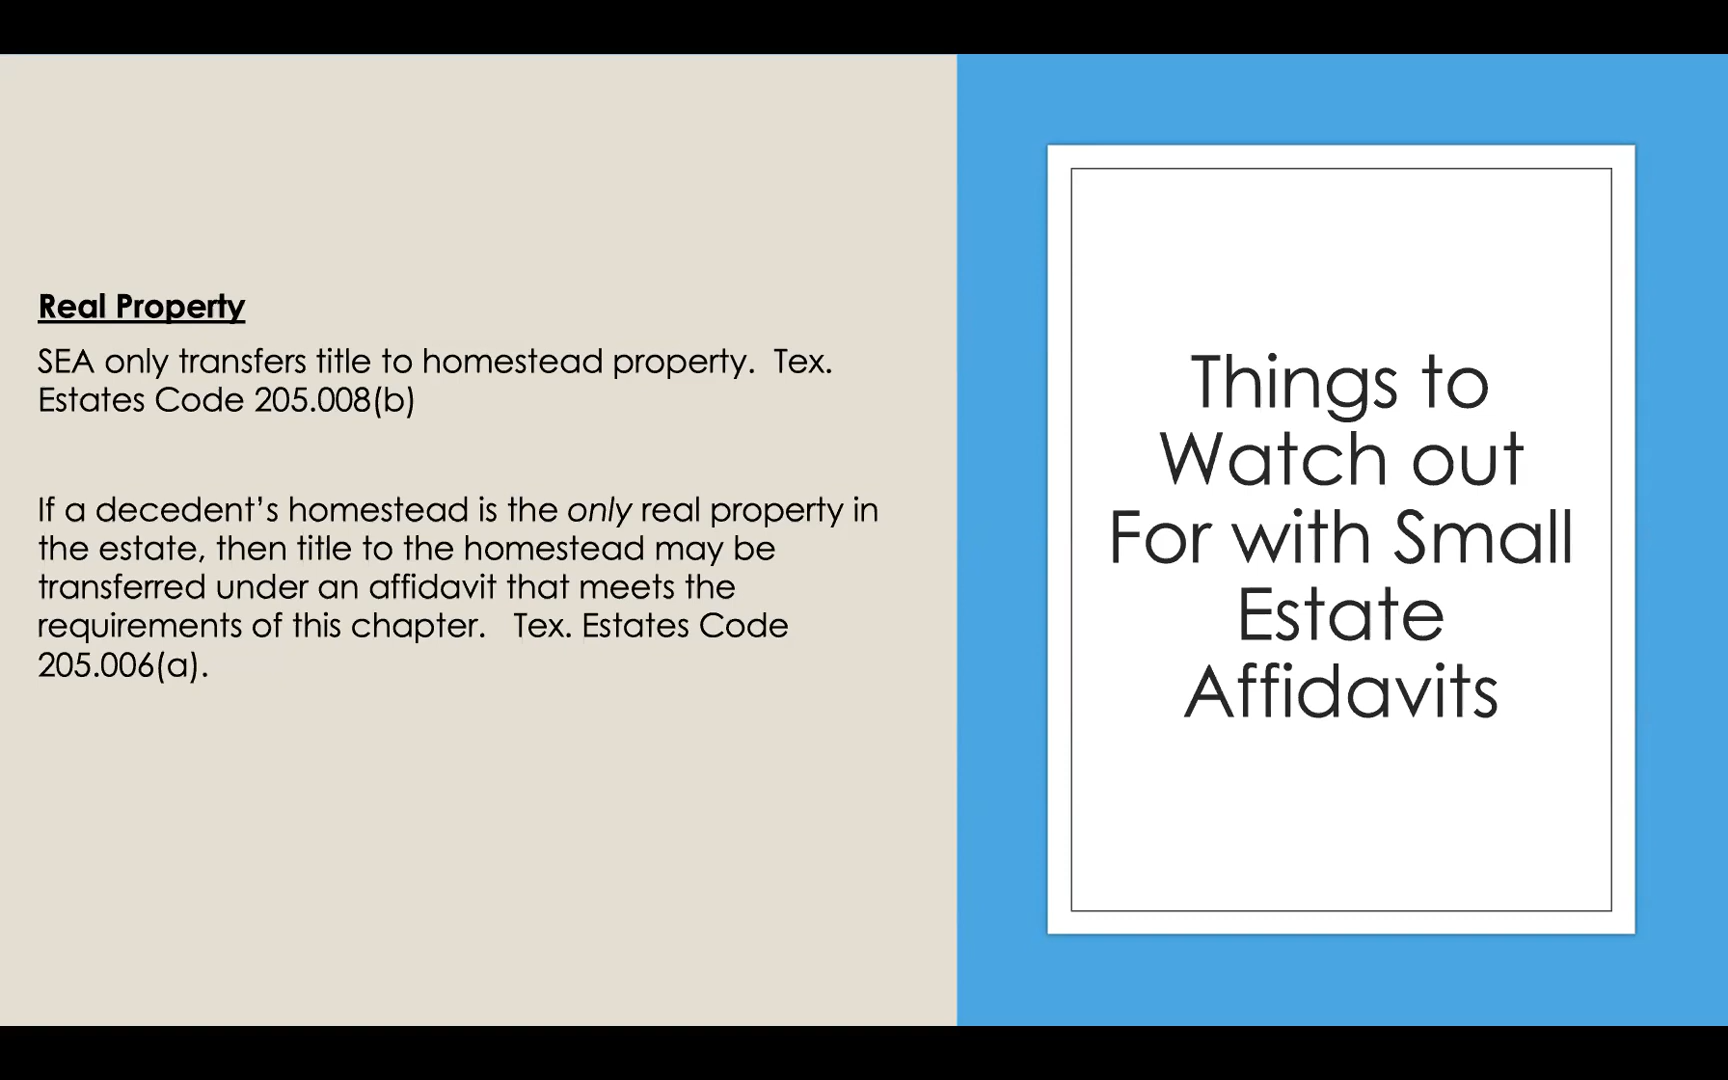 Real Property
SEA only transfers title to homestead property.  Tex.
Estates Code 205.008(b)
If a decedent’s homestead is the only real property in
the estate, then title to the homestead may be
transferred under an affidavit that meets the
requirements of this chapter.   Tex. Estates Code
205.006(a).
Things to
Watch out
For with Small
Estate
Affidavits